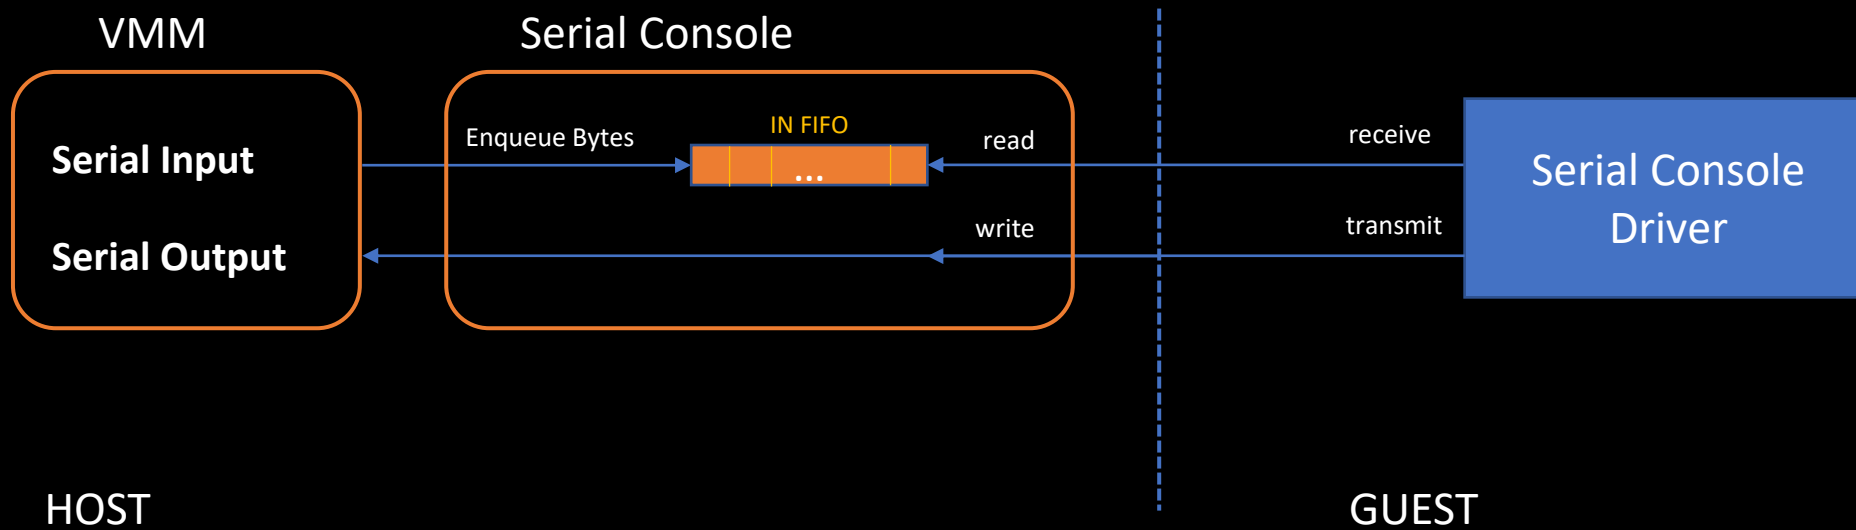 VMM
Serial Console
Serial Input
Serial Output
Enqueue Bytes
IN FIFO
...
read
write
receive
transmit
Serial Console
Driver
HOST
GUEST